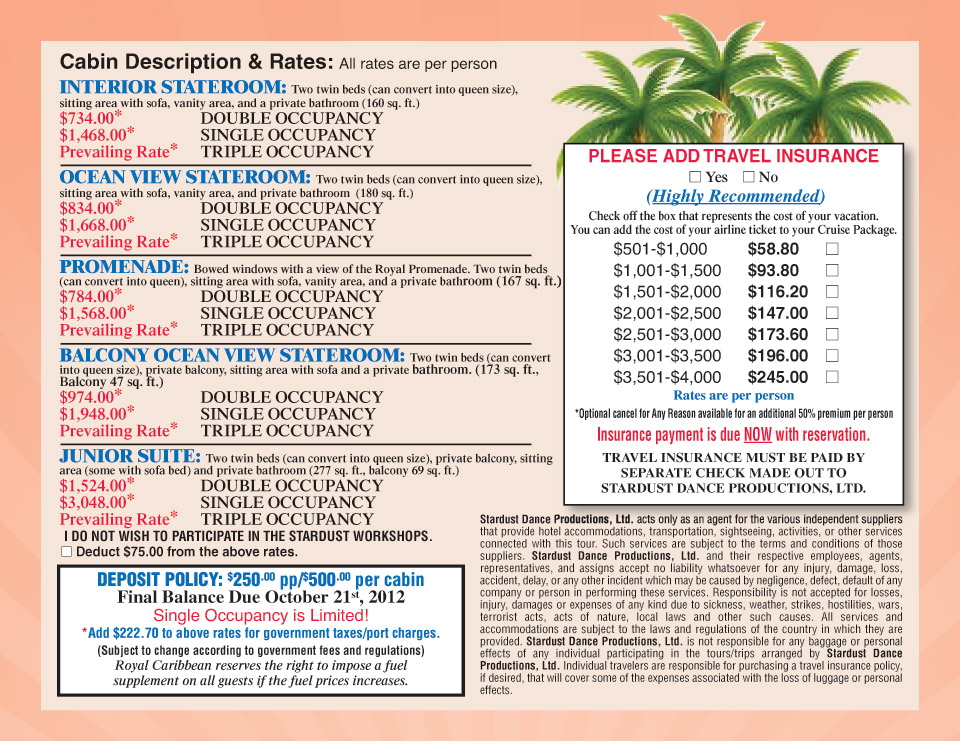 Cabin Description & Rates: All rates are per person
INTERIOR STATEROOM: Two twin beds (can convert into queen size),
sitting area with sofa, vanity area, and a private bathroom (160 sq. ft.)
$734.00* DOUBLE OCCUPANCY
$1,468.00* SINGLE OCCUPANCY
Prevailing Rate* TRIPLE OCCUPANCY
OCEAN VIEW STATEROOM: Two twin beds (can convert into queen size),
sitting area with sofa, vanity area, and private bathroom (180 sq. ft.)
$834.00* DOUBLE OCCUPANCY
$1,668.00* SINGLE OCCUPANCY
Prevailing Rate* TRIPLE OCCUPANCY
PROMENADE: Bowed windows with a view of the Royal Promenade. Two twin beds
(can convert into queen), sitting area with sofa, vanity area, and a private bathroom (167 sq. ft.)
$784.00* DOUBLE OCCUPANCY
$1,568.00* SINGLE OCCUPANCY
Prevailing Rate* TRIPLE OCCUPANCY
BALCONY OCEAN VIEW STATEROOM: Two twin beds (can convert
into queen size), private balcony, sitting area with sofa and a private bathroom. (173 sq. ft.,
Balcony 47 sq. ft.)
$974.00* DOUBLE OCCUPANCY
$1,948.00* SINGLE OCCUPANCY
Prevailing Rate* TRIPLE OCCUPANCY
JUNIOR SUITE: Two twin beds (can convert into queen size), private balcony, sitting
area (some with sofa bed) and private bathroom (277 sq. ft., balcony 69 sq. ft.)
$1,524.00* DOUBLE OCCUPANCY
$3,048.00* SINGLE OCCUPANCY
Prevailing Rate* TRIPLE OCCUPANCY
I DO NOT WISH TO PARTICIPATE IN THE STARDUST WORKSHOPS.
☐ Deduct $75.00 from the above rates.
DEPOSIT POLICY: $250.00 pp/$500.00 per cabin
Final Balance Due October 21st, 2012
Single Occupancy is Limited!
*Add $222.70 to above rates for government taxes/port charges.
(Subject to change according to government fees and regulations)
Royal Caribbean reserves the right to impose a fuel
supplement on all guests if the fuel prices increases.
PLEASE ADD TRAVEL INSURANCE
☐ Yes ☐ No
(Highly Recommended)
Check off the box that represents the cost of your vacation.
You can add the cost of your airline ticket to your Cruise Package.
$501-$1,000 $58.80 ☐
$1,001-$1,500 $93.80 ☐
$1,501-$2,000 $116.20 ☐
$2,001-$2,500 $147.00 ☐
$2,501-$3,000 $173.60 ☐
$3,001-$3,500 $196.00 ☐
$3,501-$4,000 $245.00 ☐
Rates are per person
*Optional cancel for Any Reason available for an additional 50% premium per person
Insurance payment is due NOW with reservation.
TRAVEL INSURANCE MUST BE PAID BY
SEPARATE CHECK MADE OUT TO
STARDUST DANCE PRODUCTIONS, LTD.
Stardust Dance Productions, Ltd. acts only as an agent for the various independent suppliers
that provide hotel accommodations, transportation, sightseeing, activities, or other services
connected with this tour. Such services are subject to the terms and conditions of those
suppliers. Stardust Dance Productions, Ltd. and their respective employees, agents,
representatives, and assigns accept no liability whatsoever for any injury, damage, loss,
accident, delay, or any other incident which may be caused by negligence, defect, default of any
company or person in performing these services. Responsibility is not accepted for losses,
injury, damages or expenses of any kind due to sickness, weather, strikes, hostilities, wars,
terrorist acts, acts of nature, local laws and other such causes. All services and
accommodations are subject to the laws and regulations of the country in which they are
provided. Stardust Dance Productions, Ltd. is not responsible for any baggage or personal
effects of any individual participating in the tours/trips arranged by Stardust Dance
Productions, Ltd. Individual travelers are responsible for purchasing a travel insurance policy,
if desired, that will cover some of the expenses associated with the loss of luggage or personal
effects.